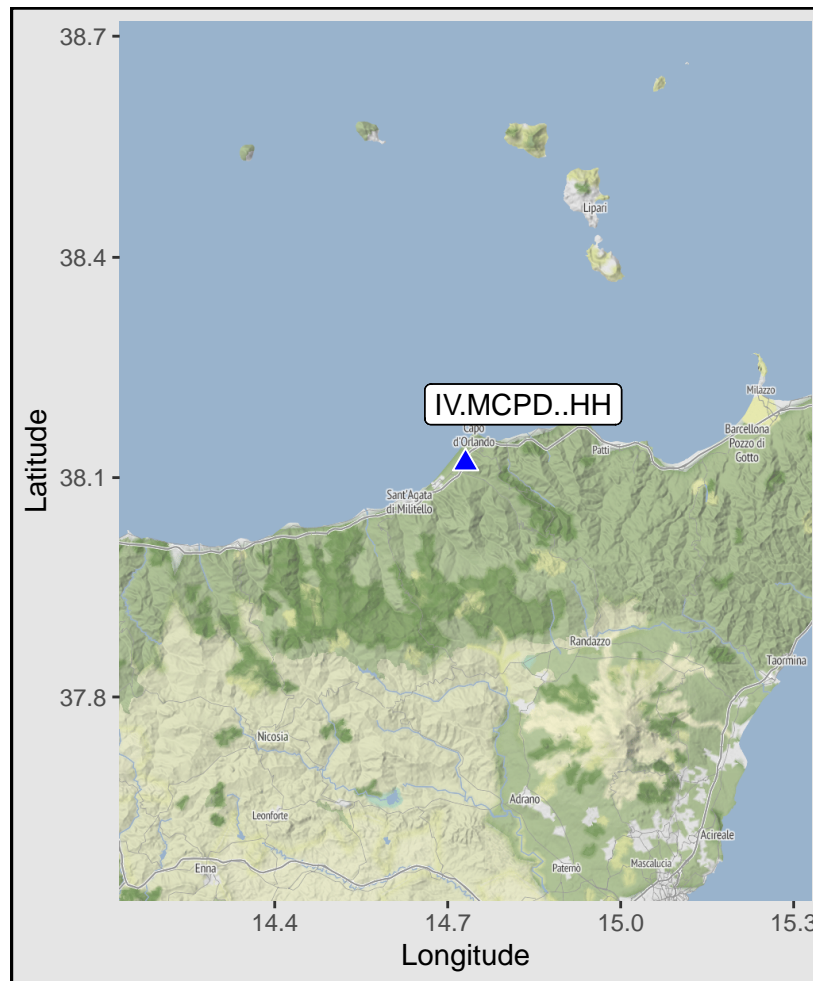 38.7
38.4
38.1
37.8
Latitude
Lipari
IV.MCPD..HH
Capo
d'Orlando
Milazzo
Barcellona
Pozzo di
Gotto
Patti
Sant'Agata
di Militello
Randazzo
Taormina
Nicosia
Leonforte
Adrano
Acireale
Enna
Paternò
Mascalucia
14.4
14.7
15.0
15.3
Longitude